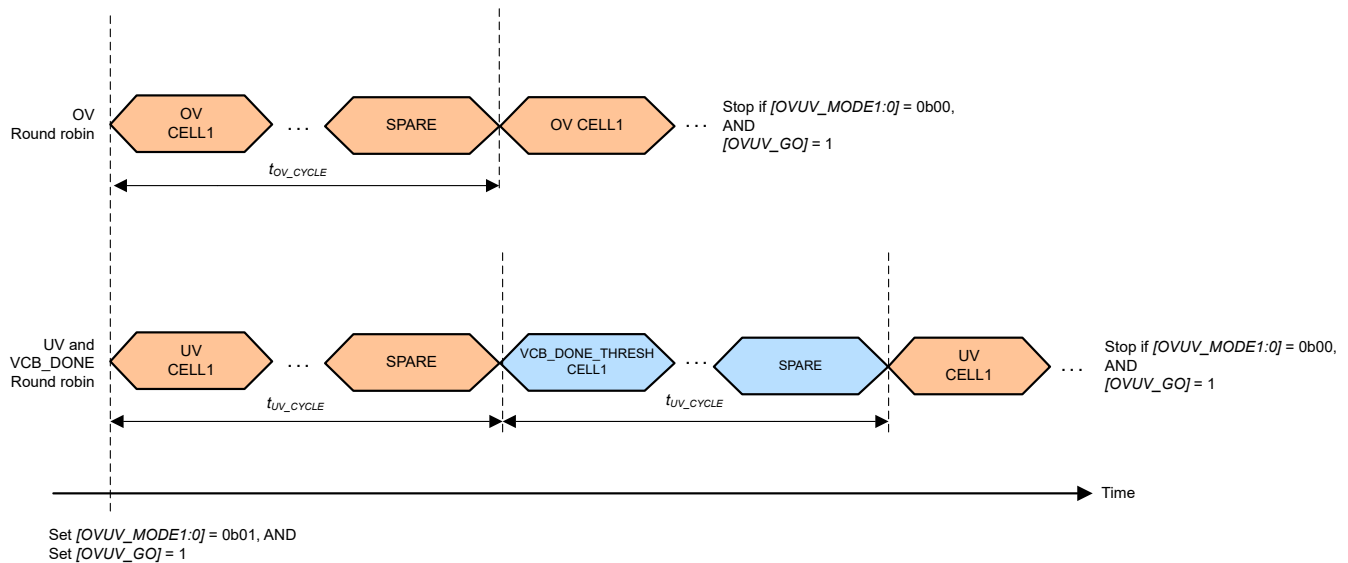 OV
Round robin
OV
CELL1
...
SPARE
OV CELL1
...
Stop if [OVUV_MODE1:0] = 0b00,
AND
[OVUV_GO] = 1
tOV_CYCLE
UV and
VCB_DONE
Round robin
UV
CELL1
...
SPARE
VCB_DONE_THRESH
CELL1
...
SPARE
UV
CELL1
...
Stop if [OVUV_MODE1:0] = 0b00,
AND
[OVUV_GO] = 1
tUV_CYCLE
tUV_CYCLE
Time
Set [OVUV_MODE1:0] = 0b01, AND
Set [OVUV_GO] = 1